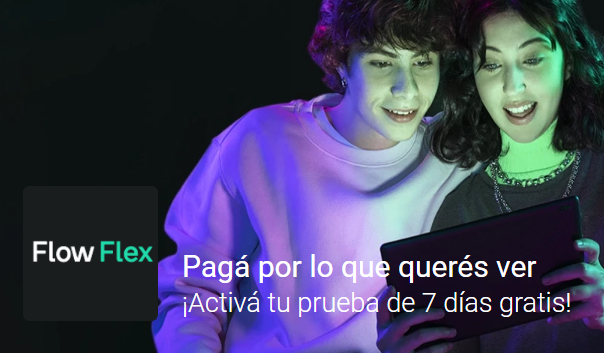 Flow Flex
Pagá por lo que querés ver
¡Activá tu prueba de 7 días gratis!